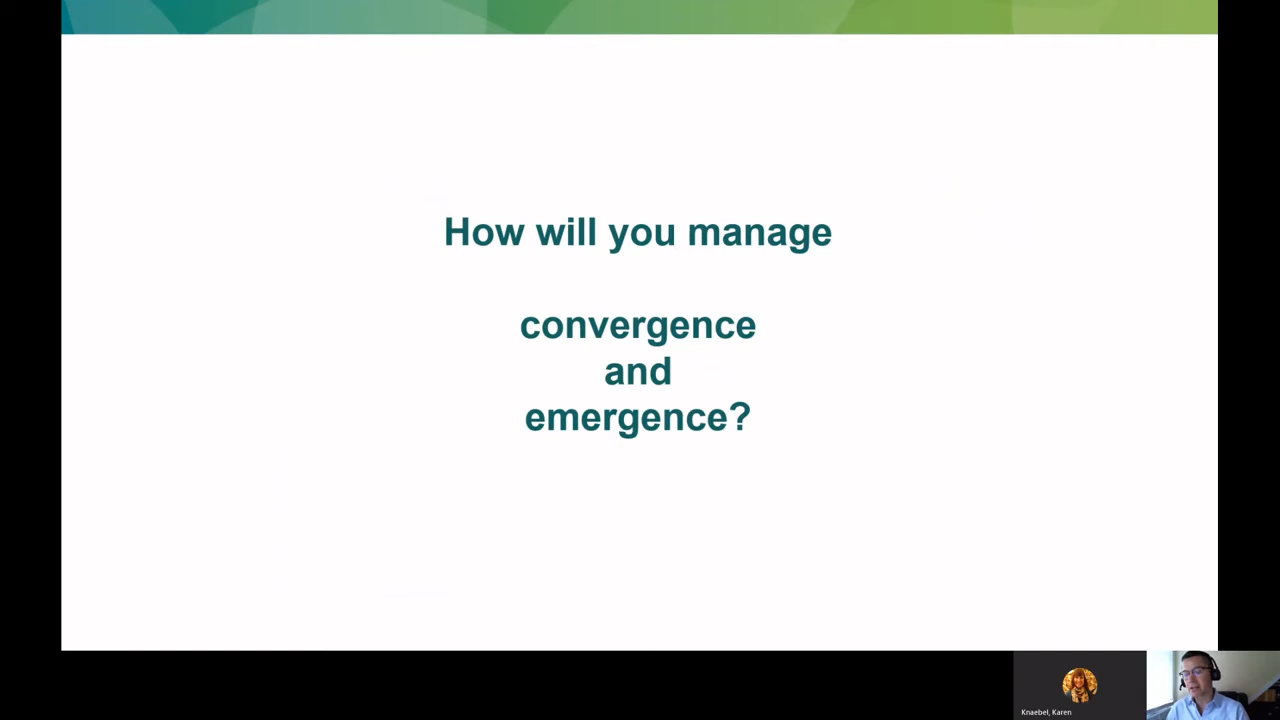 How will you manage
convergence
and
emergence?
Knaebel, Karen